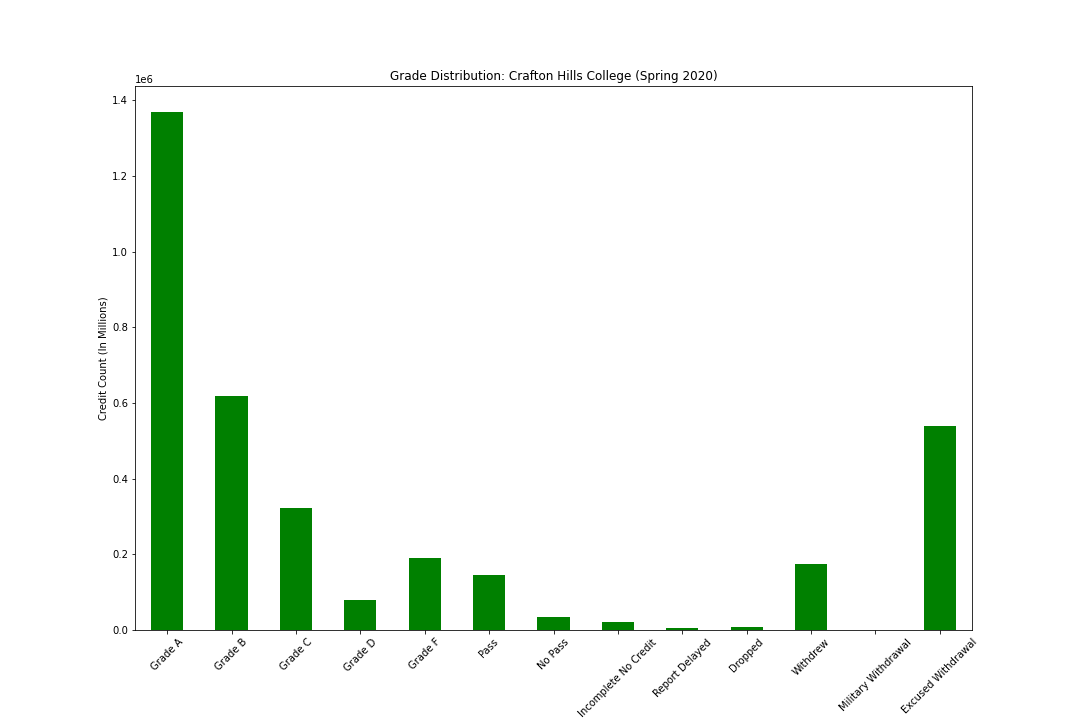 Grade Distribution: Crafton Hills College (Spring 2020)
1e6
1.4
1.2
1.0
0.8
0.6
0.4
0.2
0.0
Credit Count (In Millions)
Grade A
Grade B
Grade C
Grade D
Grade F
Pass
No Pass
Incomplete No Credit
Report Delayed
Dropped
Withdrew
Military Withdrawal
Excused Withdrawal